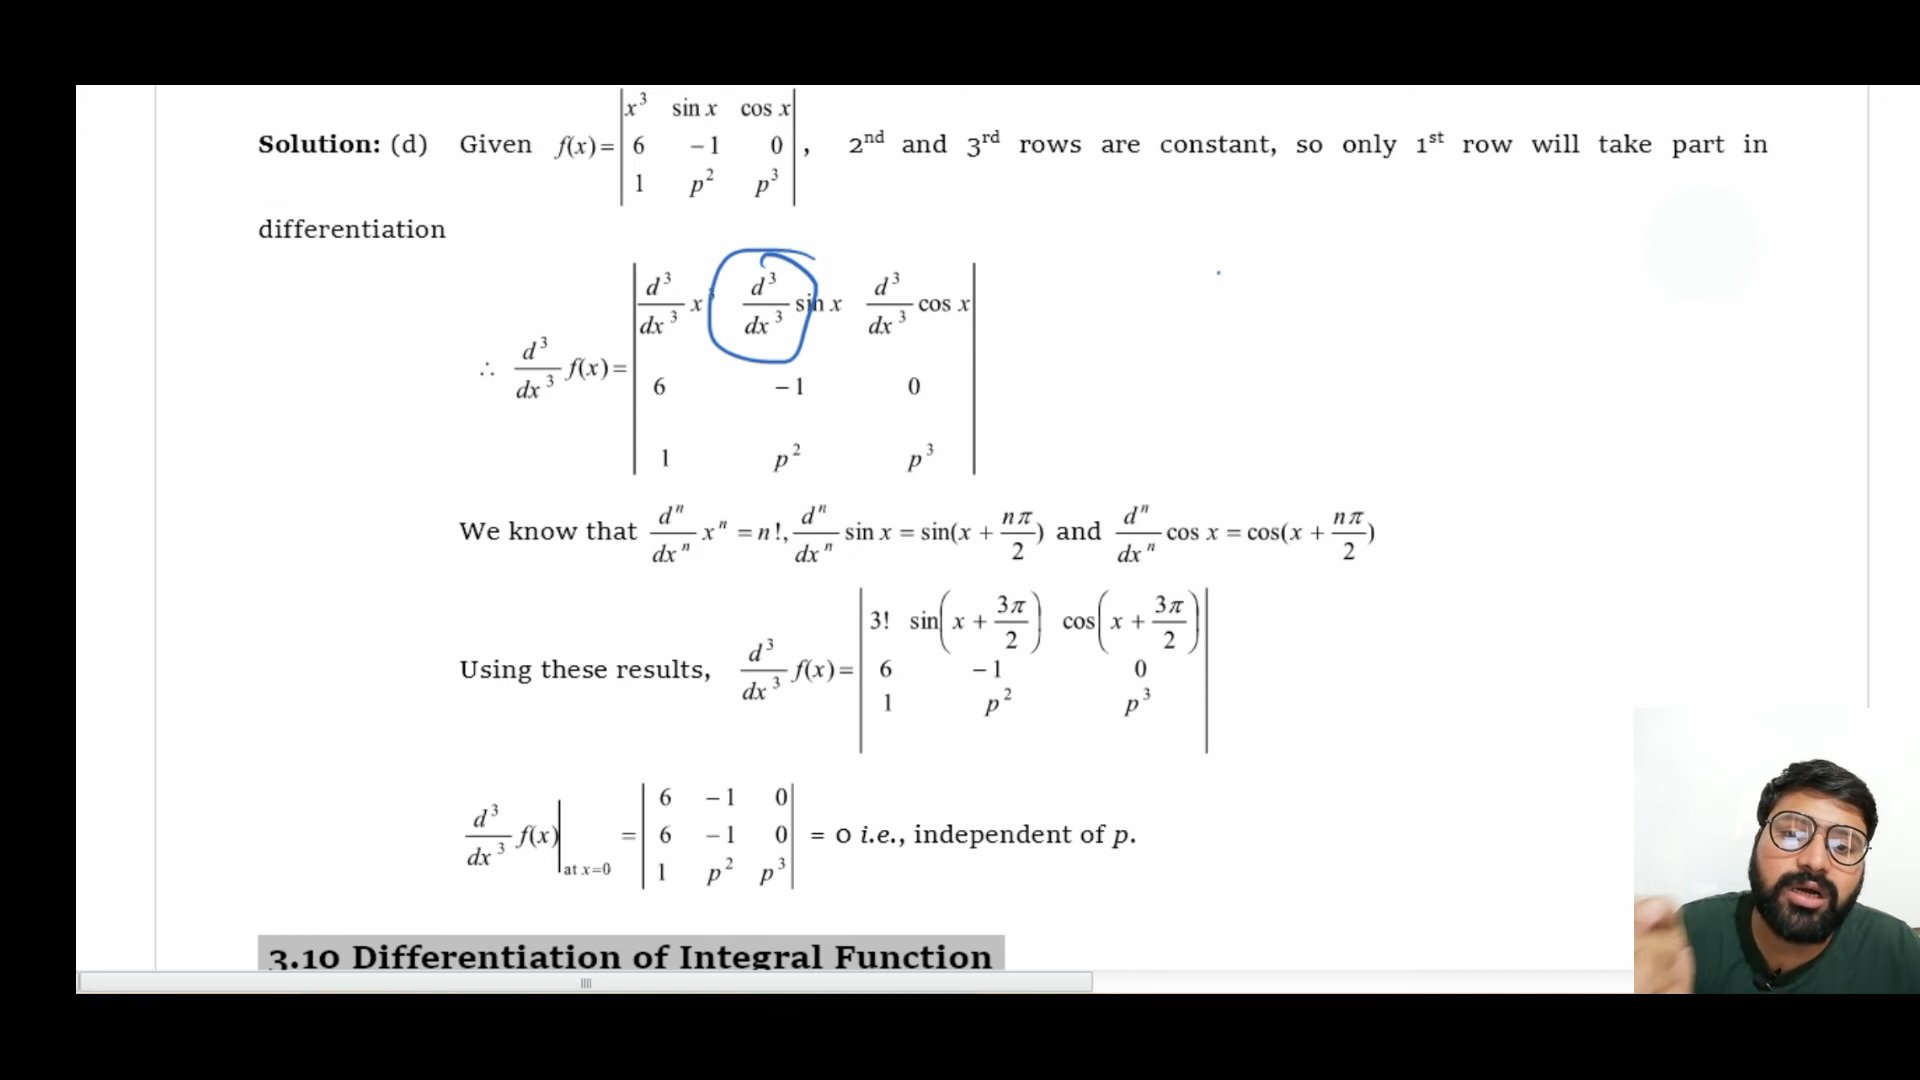 Solution: (d) Given f(x)= | x³ sin x cos x | , 2nd and 3rd rows are constant, so only 1st row will take part in
| 6 −1 0 |
| 1 p² p³ |
differentiation
∴ d³/dx³ f(x)= | d³/dx³ x d³/dx³ sin x d³/dx³ cos x |
| 6 −1 0 |
| 1 p² p³ |
We know that dⁿ/dxⁿ xⁿ = n!, dⁿ/dxⁿ sin x = sin(x + nπ/2) and dⁿ/dxⁿ cos x = cos(x + nπ/2)
Using these results, d³/dx³ f(x)= | 3! sin(x + 3π/2) cos(x + 3π/2) |
| 6 −1 0 |
| 1 p² p³ |
d³/dx³ f(x)| at x=0 = | 6 −1 0 | = 0 i.e., independent of p.
| 6 −1 0 |
| 1 p² p³ |
3.10 Differentiation of Integral Function